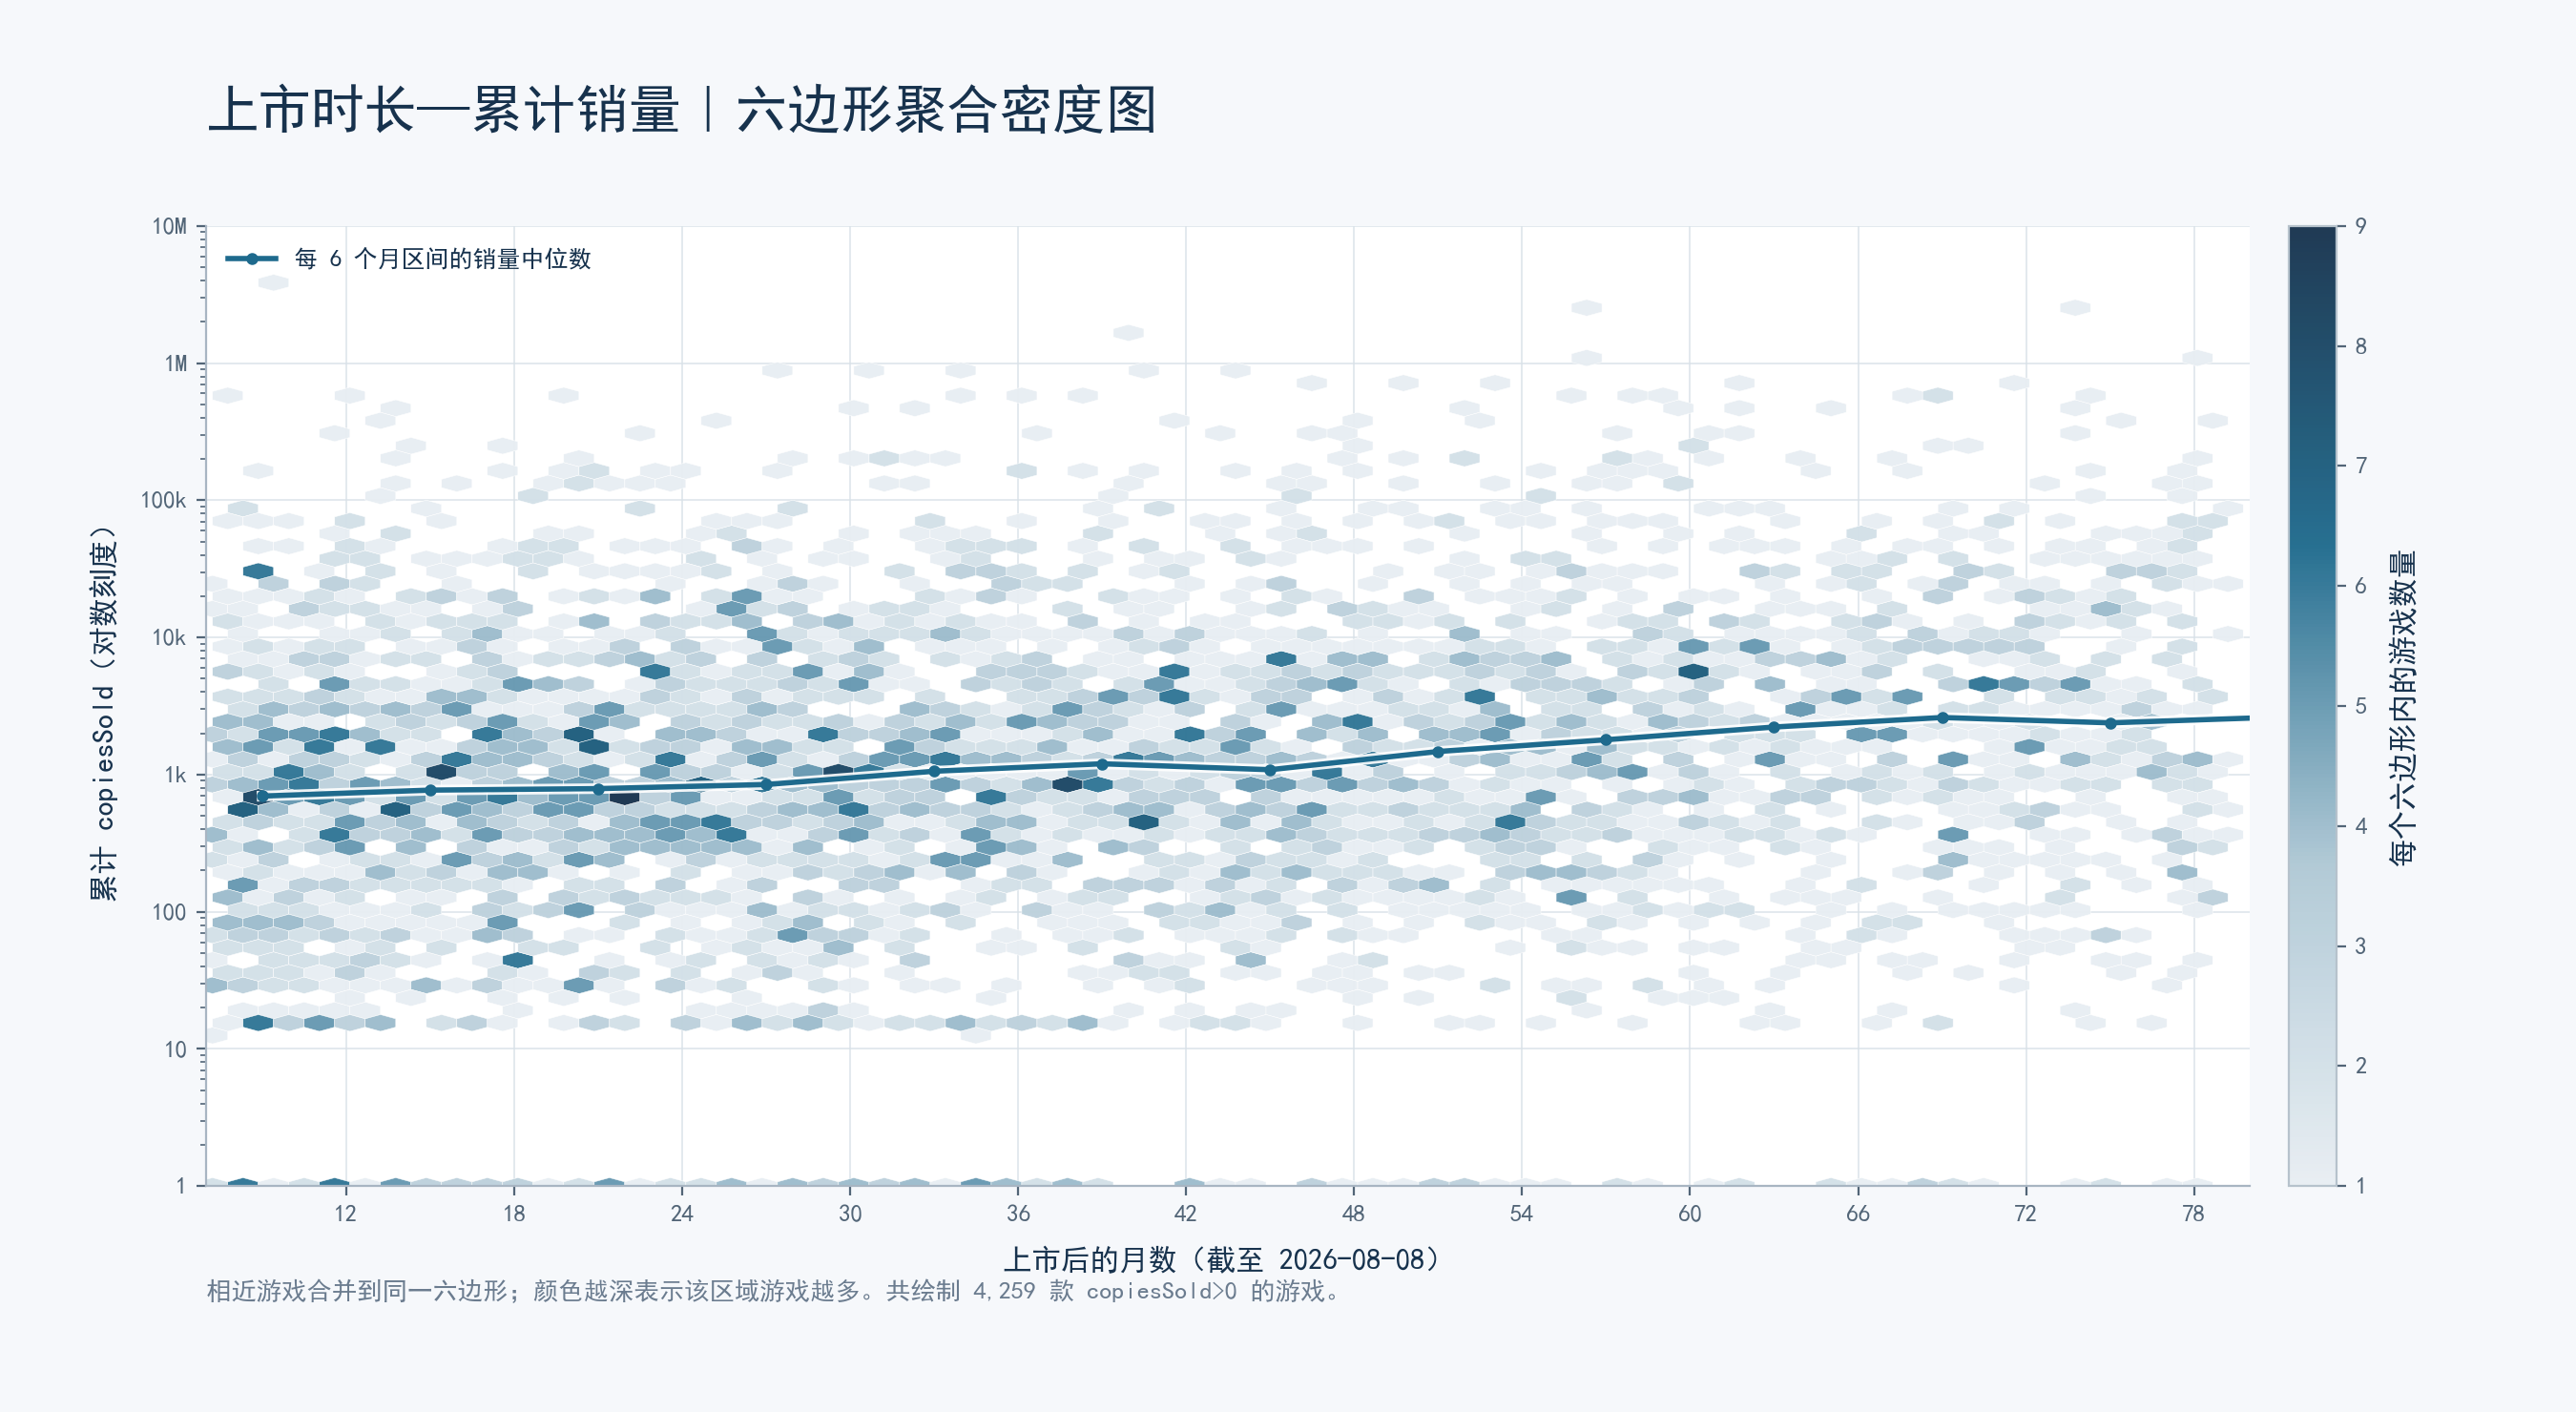 上市时长—累计销量｜六边形聚合密度图
每 6 个月区间的销量中位数
10M
1M
100k
10k
1k
100
10
1
累计 copiesSold（对数刻度）
12 18 24 30 36 42 48 54 60 66 72 78
上市后的月数（截至 2026-08-08）
9
8
7
6
5
4
3
2
1
每个六边形内的游戏数量
相近游戏合并到同一六边形；颜色越深表示该区域游戏越多。共绘制 4,259 款 copiesSold>0 的游戏。